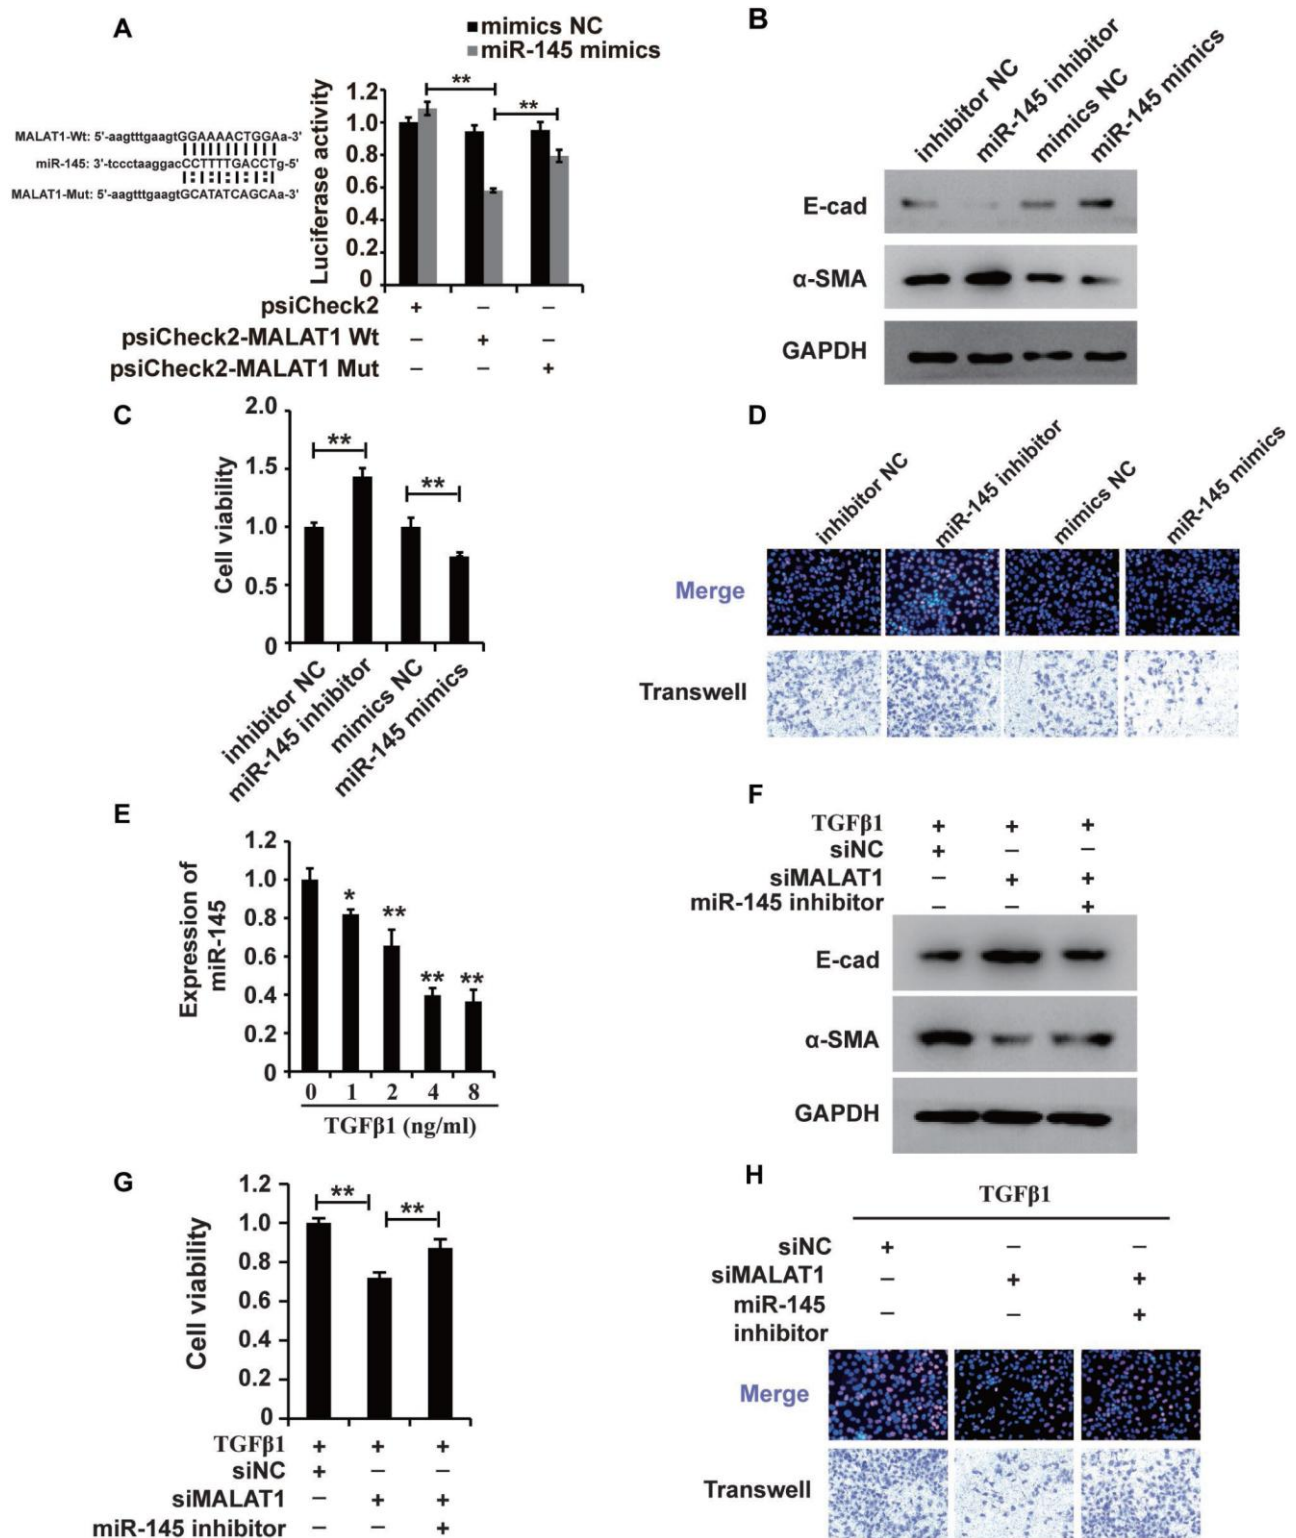 A
mimics NC
miR-145 mimics
Luciferase activity
1.2
1.0
0.8
0.6
0.4
0.2
0
**
**
MALAT1-Wt: 5'-aagtttgaagtGGAAAACTGGAa-3'
miR-145: 3'-tccctaaggacCCTTTTGACCTg-5'
MALAT1-Mut: 5'-aagtttgaagtGCATATCAGCAa-3'
psiCheck2 + – –
psiCheck2-MALAT1 Wt – + –
psiCheck2-MALAT1 Mut – – +
B
inhibitor NC
miR-145 inhibitor
mimics NC
miR-145 mimics
E-cad
α-SMA
GAPDH
C
Cell viability
2.0
1.5
1.0
0.5
0
**
**
inhibitor NC
miR-145 inhibitor
mimics NC
miR-145 mimics
D
inhibitor NC
miR-145 inhibitor
mimics NC
miR-145 mimics
Merge
Transwell
E
Expression of
miR-145
1.2
1.0
0.8
0.6
0.4
0.2
0
*
**
**
**
0 1 2 4 8
TGFβ1 (ng/ml)
F
TGFβ1 + + +
siNC + – –
siMALAT1 – + +
miR-145 inhibitor – – +
E-cad
α-SMA
GAPDH
G
Cell viability
1.2
1.0
0.8
0.6
0.4
0.2
0
**
**
TGFβ1 + + +
siNC + – –
siMALAT1 – + +
miR-145 inhibitor – – +
H
TGFβ1
siNC + – –
siMALAT1 – + +
miR-145 – – +
inhibitor
Merge
Transwell